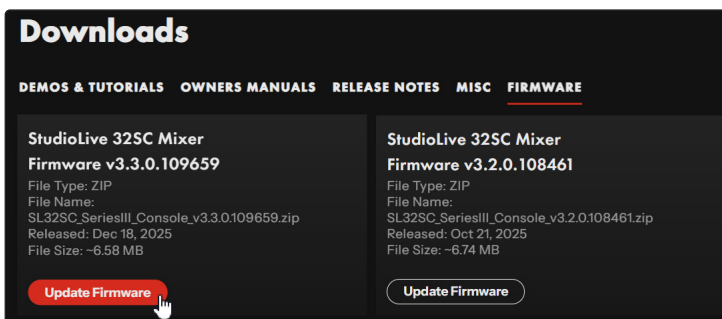 Downloads
DEMOS & TUTORIALS OWNERS MANUALS RELEASE NOTES MISC FIRMWARE
StudioLive 32SC Mixer
Firmware v3.3.0.109659
File Type: ZIP
File Name:
SL32SC_SeriesIII_Console_v3.3.0.109659.zip
Released: Dec 18, 2025
File Size: ~6.58 MB
Update Firmware
StudioLive 32SC Mixer
Firmware v3.2.0.108461
File Type: ZIP
File Name:
SL32SC_SeriesIII_Console_v3.2.0.108461.zip
Released: Oct 21, 2025
File Size: ~6.74 MB
Update Firmware